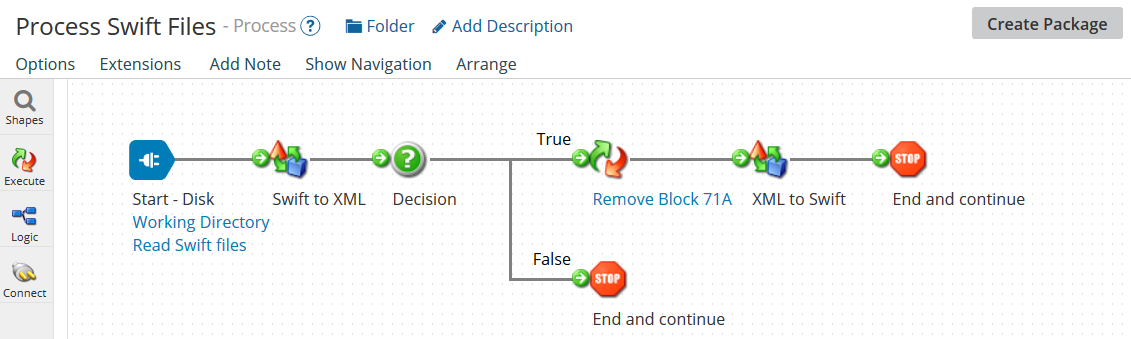 Process Swift Files - Process ? Folder Add Description Create Package
Options Extensions Add Note Show Navigation Arrange
Shapes
Execute
Logic
Connect
True
STOP
Start - Disk Swift to XML Decision Remove Block 71A XML to Swift End and continue
Working Directory
Read Swift files
False
STOP
End and continue